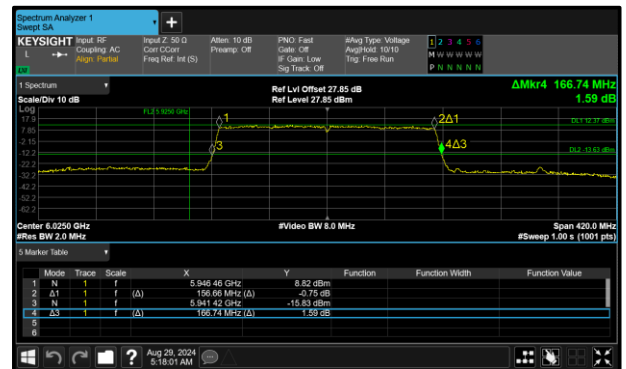 Spectrum Analyzer 1
Swept SA
+
KEYSIGHT Input: RF Input Z: 50 Ω Atten: 10 dB PNO: Fast #Avg Type: Voltage 1 2 3 4 5 6
L Coupling: AC Corr CCorr Preamp: Off Gate: Off Avg|Hold: 10/10 M W W W W W
Align: Partial Freq Ref: Int (S) IF Gain: Low Trig: Free Run P N N N N N
Sig Track: Off
LXI
1 Spectrum Ref Lvl Offset 27.85 dB ΔMkr4 166.74 MHz
Scale/Div 10 dB Ref Level 27.85 dBm 1.59 dB
Log
17.9 FL2 5.9250 GHz 1 2Δ1 DL1 12.37 dBm
7.85
-2.15
-12.2 3 4Δ3 DL2 -13.63 dBm
-22.2
-32.2
-42.2
-52.2
-62.2
Center 6.0250 GHz #Video BW 8.0 MHz Span 420.0 MHz
#Res BW 2.0 MHz #Sweep 1.00 s (1001 pts)
5 Marker Table
Mode Trace Scale X Y Function Function Width Function Value
1 N 1 f 5.946 46 GHz 8.82 dBm
2 Δ1 1 f (Δ) 156.66 MHz (Δ) -0.75 dB
3 N 1 f 5.941 42 GHz -15.83 dBm
4 Δ3 1 f (Δ) 166.74 MHz (Δ) 1.59 dB
5
6
? Aug 29, 2024
5:18:01 AM